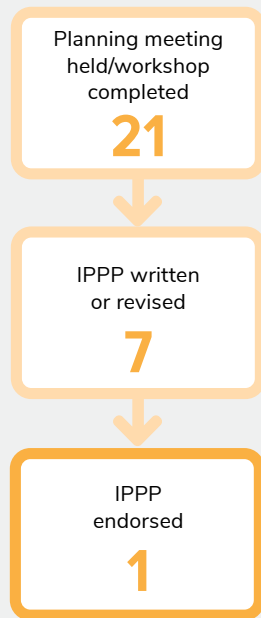 Planning meeting
held/workshop
completed
21
IPPP written
or revised
7
IPPP
endorsed
1